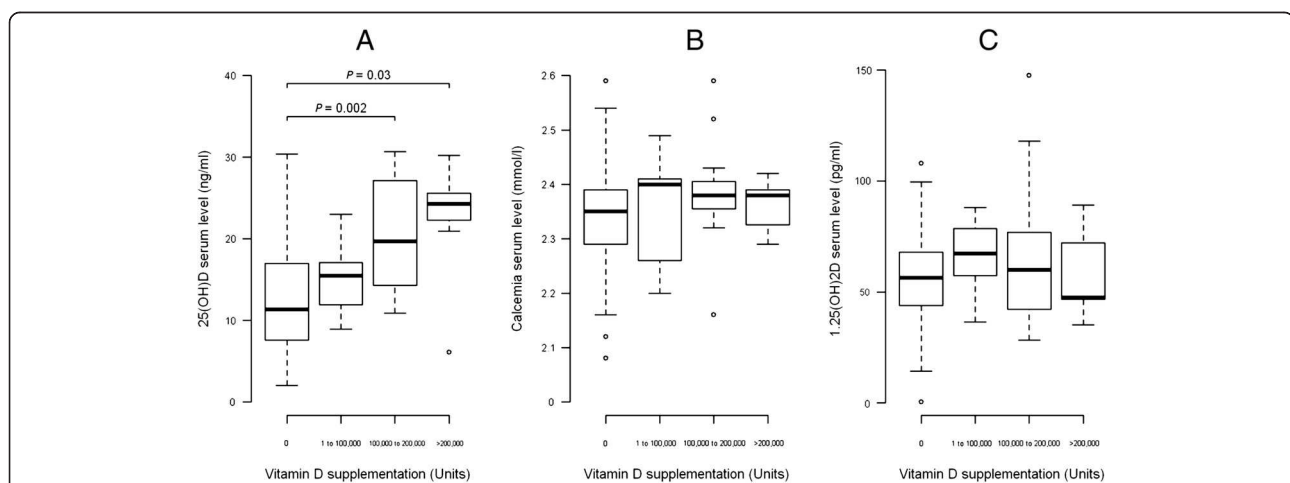 A
25(OH)D serum level (ng/ml)
40
30
20
10
0
P = 0.03
P = 0.002
0
1 to 100,000
100,000 to 200,000
>200,000
Vitamin D supplementation (Units)
B
Calcemia serum level (mmol/l)
2 6
2.5
2.4
2.3
2.2
2 1
0
0
1 to 100,000
100,000 to 200,000
>200,000
Vitamin D supplementation (Units)
C
1.25(OH)2D serum level (pg/ml)
150
100
50
0
0
1 to 100,000
100,000 to 200,000
>200,000
Vitamin D supplementation (Units)